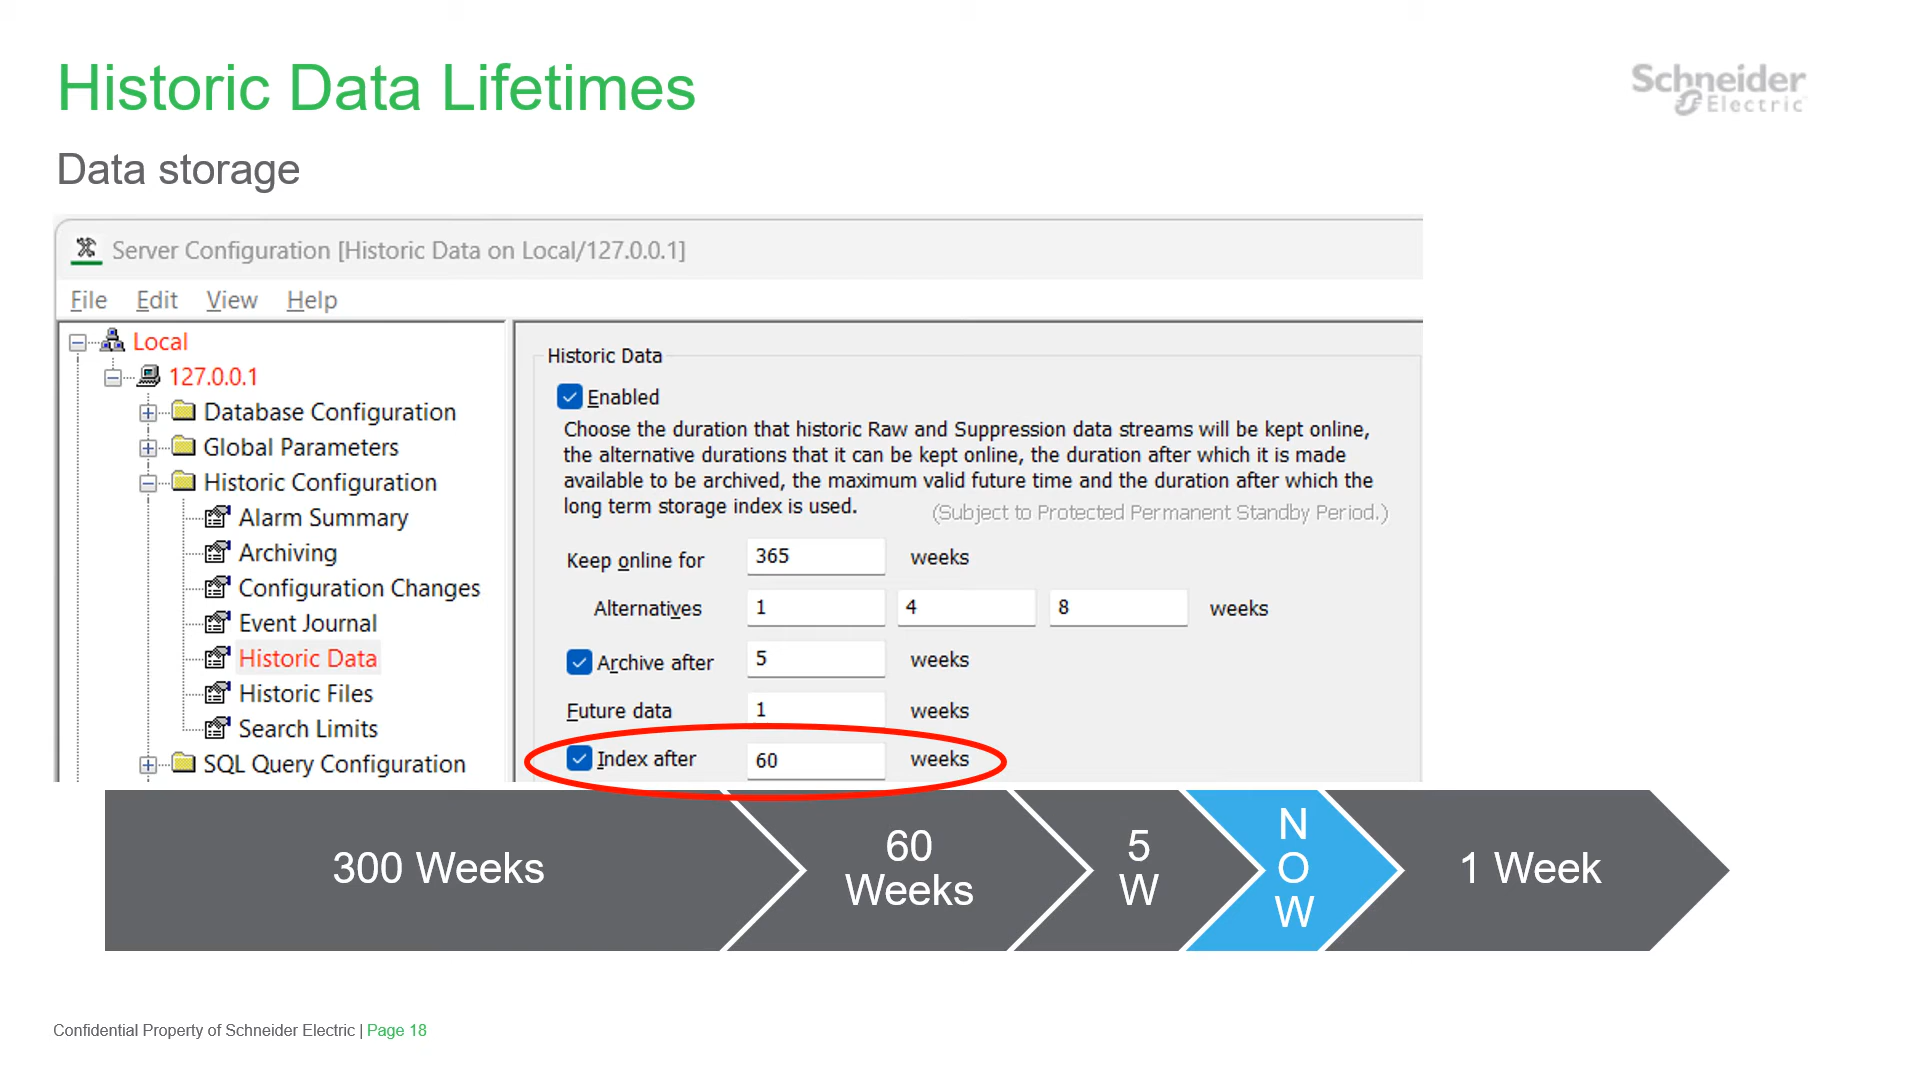 Historic Data Lifetimes
Schneider
Electric
Data storage
Server Configuration [Historic Data on Local/127.0.0.1]
File Edit View Help
Local
127.0.0.1
Database Configuration
Global Parameters
Historic Configuration
Alarm Summary
Archiving
Configuration Changes
Event Journal
Historic Data
Historic Files
Search Limits
SQL Query Configuration
Historic Data
Enabled
Choose the duration that historic Raw and Suppression data streams will be kept online,
the alternative durations that it can be kept online, the duration after which it is made
available to be archived, the maximum valid future time and the duration after which the
long term storage index is used.
(Subject to Protected Permanent Standby Period.)
Keep online for 365 weeks
Alternatives 1 4 8 weeks
Archive after 5 weeks
Future data 1 weeks
Index after 60 weeks
300 Weeks
60
Weeks
5
W
N
O
W
1 Week
Confidential Property of Schneider Electric | Page 18